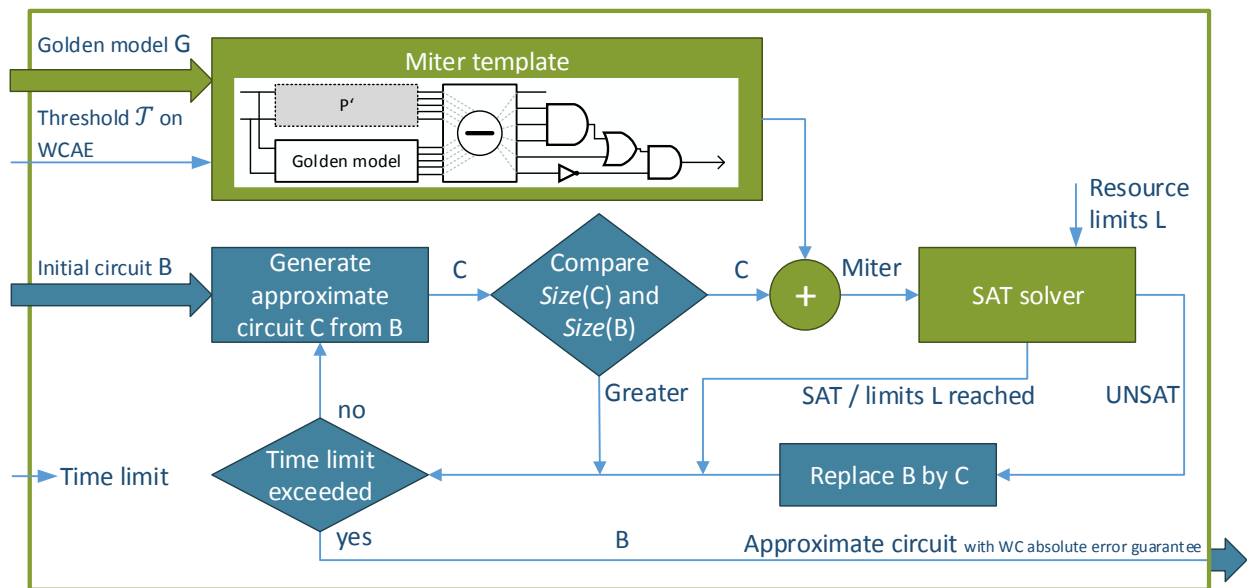 Golden model G
Miter template
P‘
Golden model
Threshold 𝒯 on
WCAE
Resource
limits L
Initial circuit B
Generate
approximate
circuit C from B
C
Compare
Size(C) and
Size(B)
C
+
Miter
SAT solver
Greater
SAT / limits L reached
UNSAT
no
Time limit
Time limit
exceeded
Replace B by C
yes
B
Approximate circuit with WC absolute error guarantee